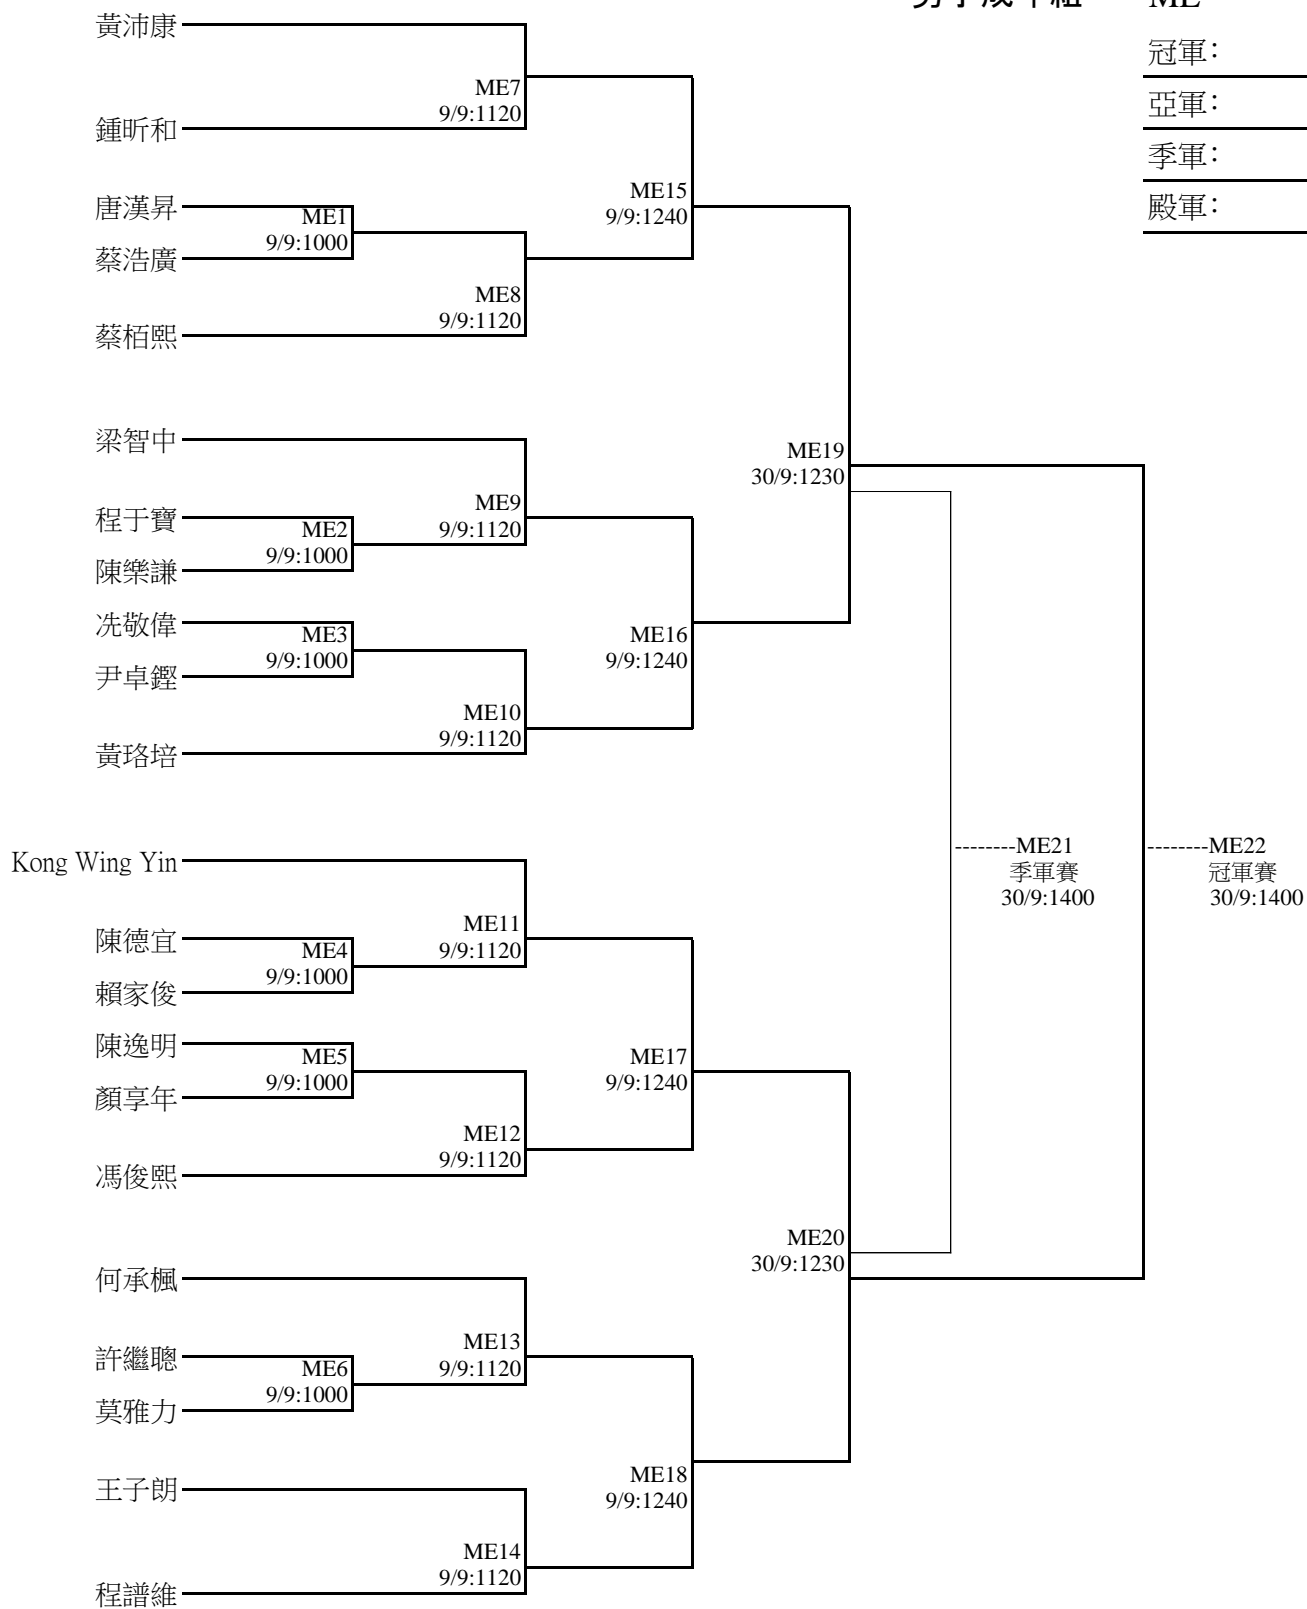 男子成年組 ME
冠軍:
亞軍:
季軍:
殿軍:
黃沛康
ME7
9/9:1120
鍾昕和
ME15
9/9:1240
唐漢昇
ME1
9/9:1000
蔡浩廣
ME8
9/9:1120
蔡栢熙
梁智中
ME19
30/9:1230
程于寶
ME9
9/9:1120
ME2
9/9:1000
陳樂謙
冼敬偉
ME3
9/9:1000
ME16
9/9:1240
尹卓鏗
ME10
9/9:1120
黃珞培
Kong Wing Yin
--------ME21
季軍賽
30/9:1400
--------ME22
冠軍賽
30/9:1400
陳德宜
ME11
9/9:1120
ME4
9/9:1000
賴家俊
陳逸明
ME5
9/9:1000
ME17
9/9:1240
顏享年
ME12
9/9:1120
馮俊熙
ME20
30/9:1230
何承楓
許繼聰
ME13
9/9:1120
ME6
9/9:1000
莫雅力
王子朗
ME18
9/9:1240
ME14
9/9:1120
程譜維